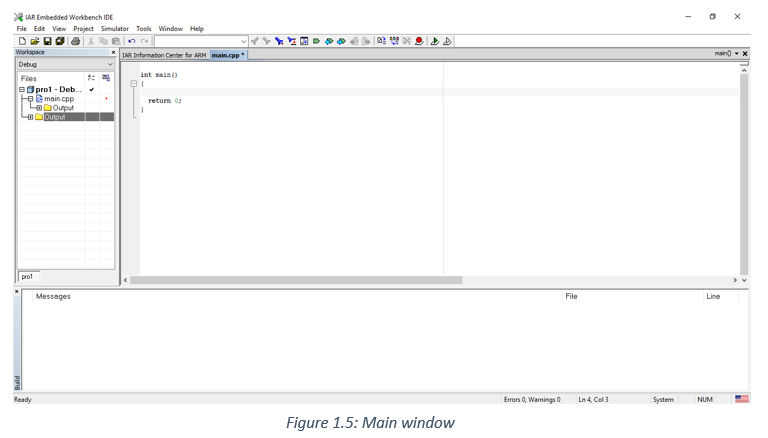 IAR Embedded Workbench IDE
File Edit View Project Simulator Tools Window Help
Workspace
Debug
Files
pro1 - Deb...
main.cpp
Output
Output
pro1
IAR Information Center for ARM main.cpp *
main()
int main()
{
return 0;
}
Messages File Line
Build
Ready Errors 0, Warnings 0 Ln 4, Col 3 System NUM
Figure 1.5: Main window